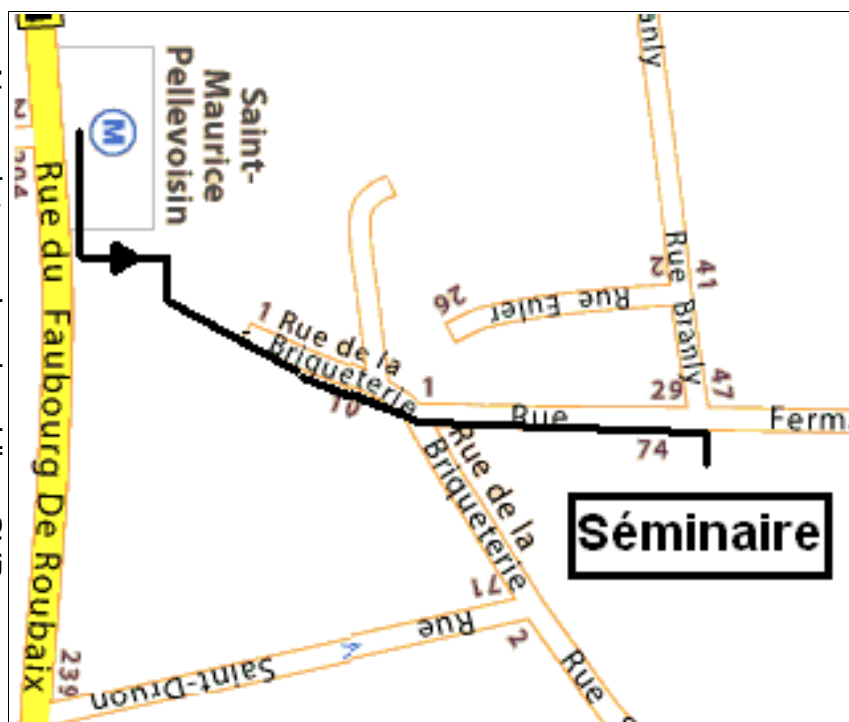 Saint-
Maurice
Pellevoisin
M
Rue du Faubourg De Roubaix
204
239
1
Rue de la
Briqueterie
10
1
Rue
Ferm
74
29
47
Rue Branly
41
2
Rue Euler
26
Rue de la
Briqueterie
71
2
Rue
Saint-Druon
Rue
Séminaire